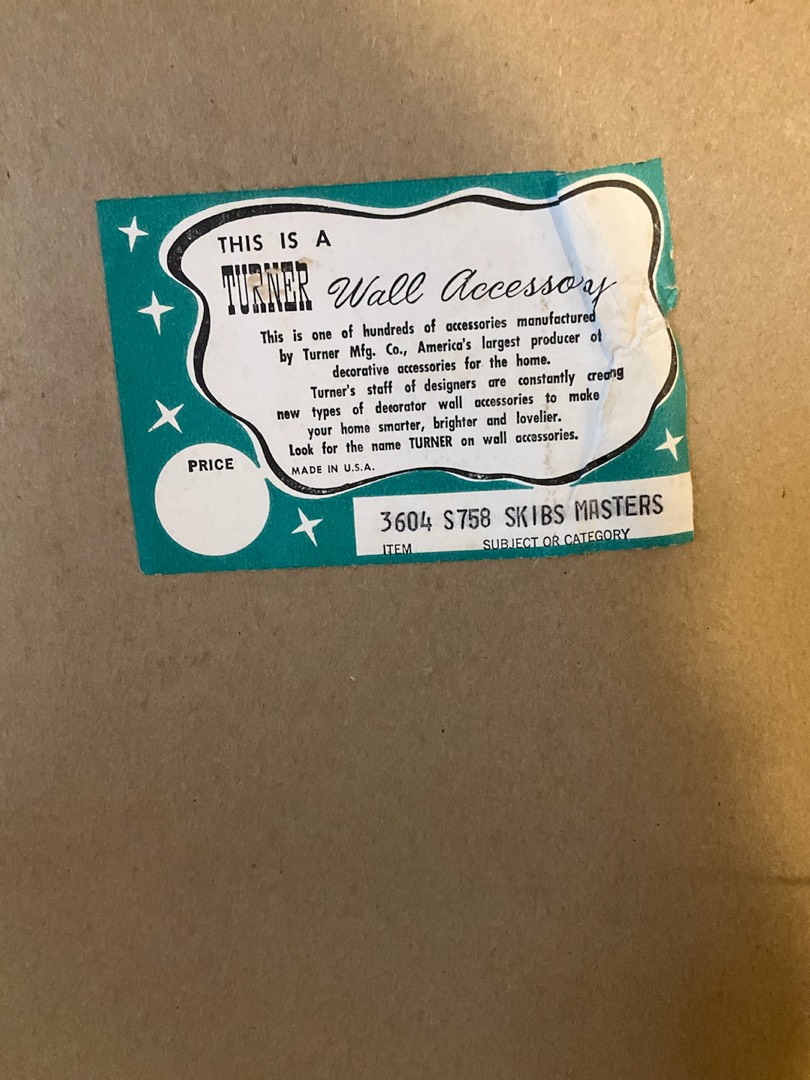 THIS IS A
TURNER Wall Accessory
This is one of hundreds of accessories manufactured
by Turner Mfg. Co., America's largest producer of
decorative accessories for the home.
Turner's staff of designers are constantly creang
new types of decorator wall accessories to make
your home smarter, brighter and lovelier.
Look for the name TURNER on wall accessories.
MADE IN U.S.A.
PRICE
3604 S758 SKIBS MASTERS
ITEM SUBJECT OR CATEGORY